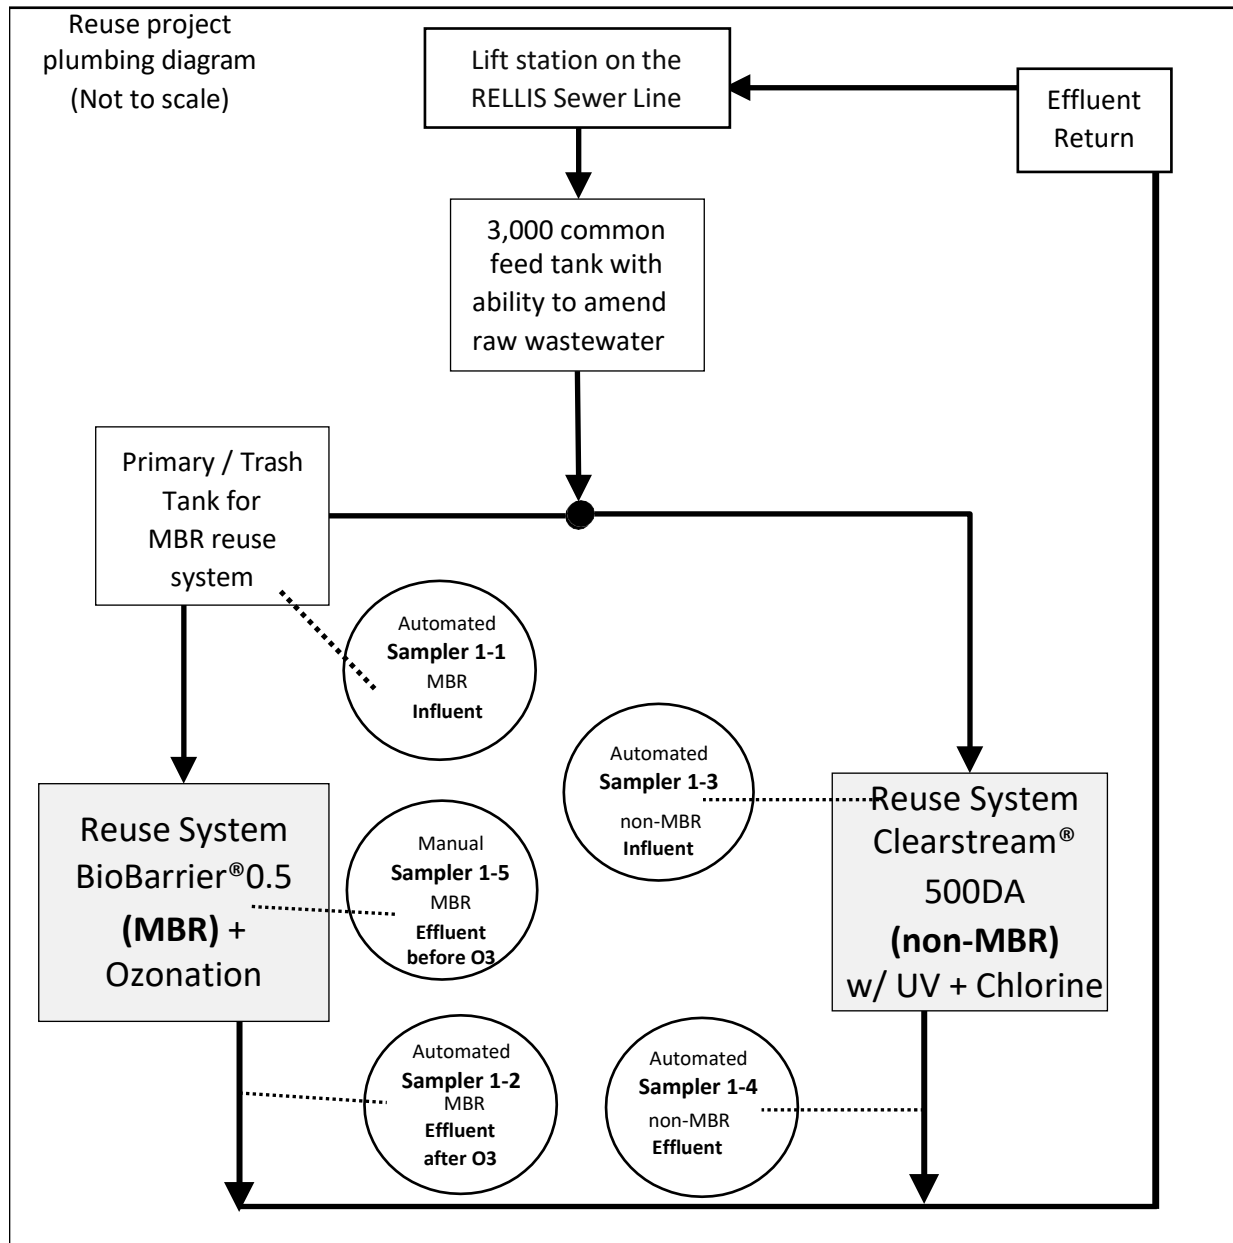 Reuse project
plumbing diagram
(Not to scale)
Lift station on the
RELLIS Sewer Line
Effluent
Return
3,000 common
feed tank with
ability to amend
raw wastewater
Primary / Trash
Tank for
MBR reuse
system
Automated
Sampler 1-1
MBR
Influent
Automated
Sampler 1-3
non-MBR
Influent
Reuse System
BioBarrier®0.5
(MBR) +
Ozonation
Manual
Sampler 1-5
MBR
Effluent
before O3
Reuse System
Clearstream®
500DA
(non-MBR)
w/ UV + Chlorine
Automated
Sampler 1-2
MBR
Effluent
after O3
Automated
Sampler 1-4
non-MBR
Effluent